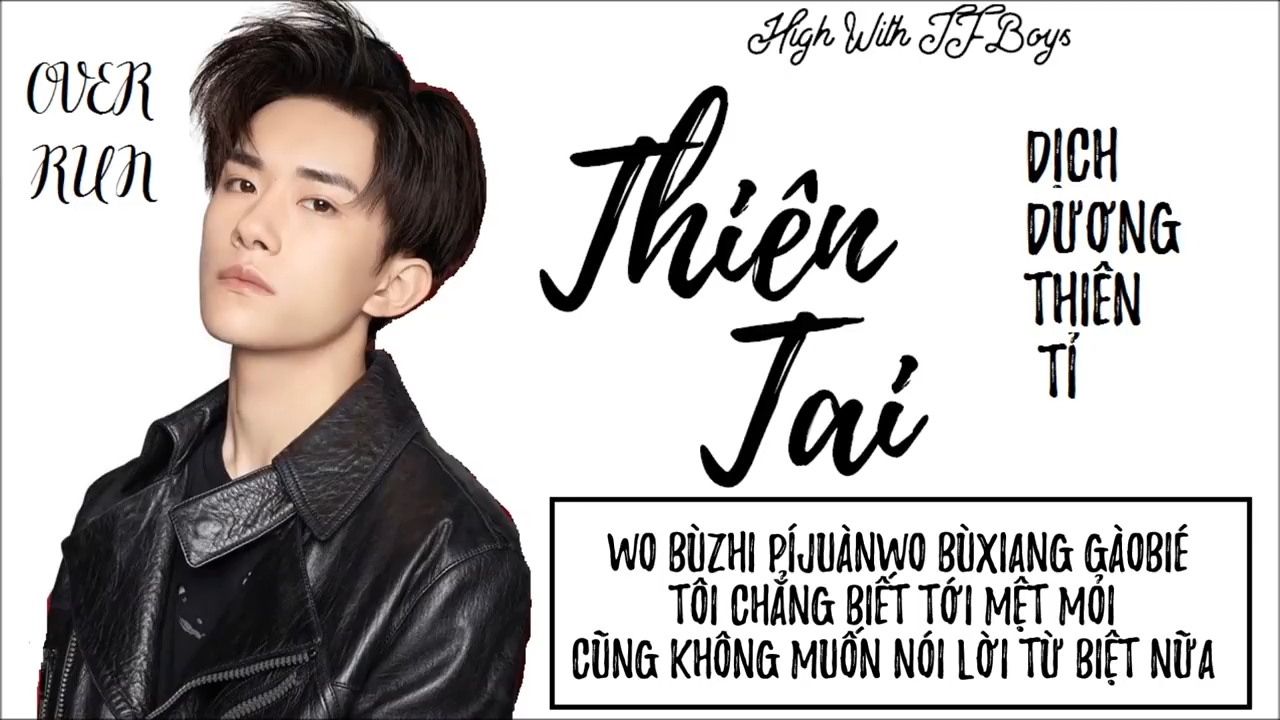 High With TFBoys
OVER
RUN
Thiên
Tai
DỊCH
DƯƠNG
THIÊN
TỈ
WO BÙZHI PÍJUÀNWO BÙXIANG GÀOBIÉ
TÔI CHẲNG BIẾT TỚI MỆT MỎI
CŨNG KHÔNG MUỐN NÓI LỜI TỪ BIỆT NỮA